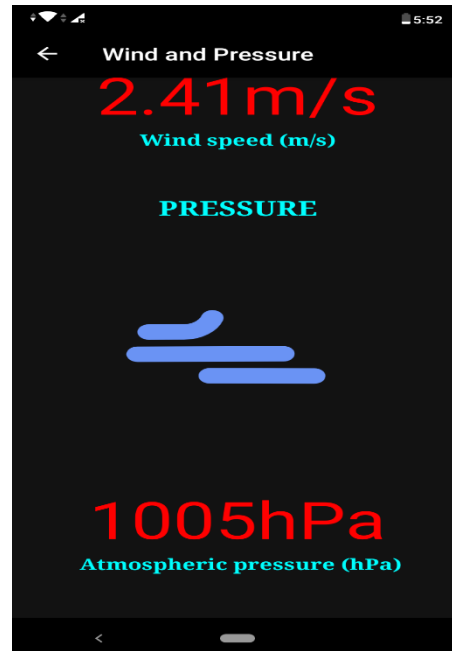 5:52
Wind and Pressure
2.41m/s
Wind speed (m/s)
PRESSURE
1005hPa
Atmospheric pressure (hPa)